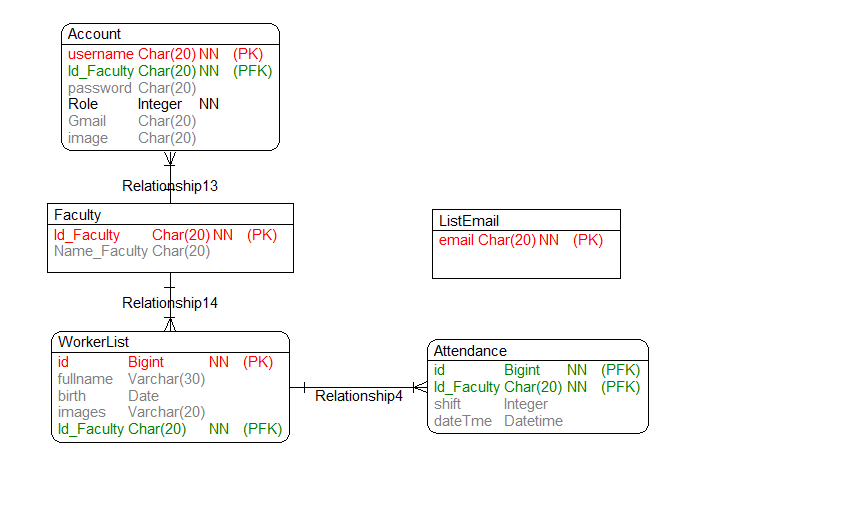 Account
username Char(20) NN (PK)
Id_Faculty Char(20) NN (PFK)
password Char(20)
Role Integer NN
Gmail Char(20)
image Char(20)
Relationship13
Faculty
Id_Faculty Char(20) NN (PK)
Name_Faculty Char(20)
ListEmail
email Char(20) NN (PK)
Relationship14
WorkerList
id Bigint NN (PK)
fullname Varchar(30)
birth Date
images Varchar(20)
Id_Faculty Char(20) NN (PFK)
Relationship4
Attendance
id Bigint NN (PFK)
Id_Faculty Char(20) NN (PFK)
shift Integer
dateTme Datetime